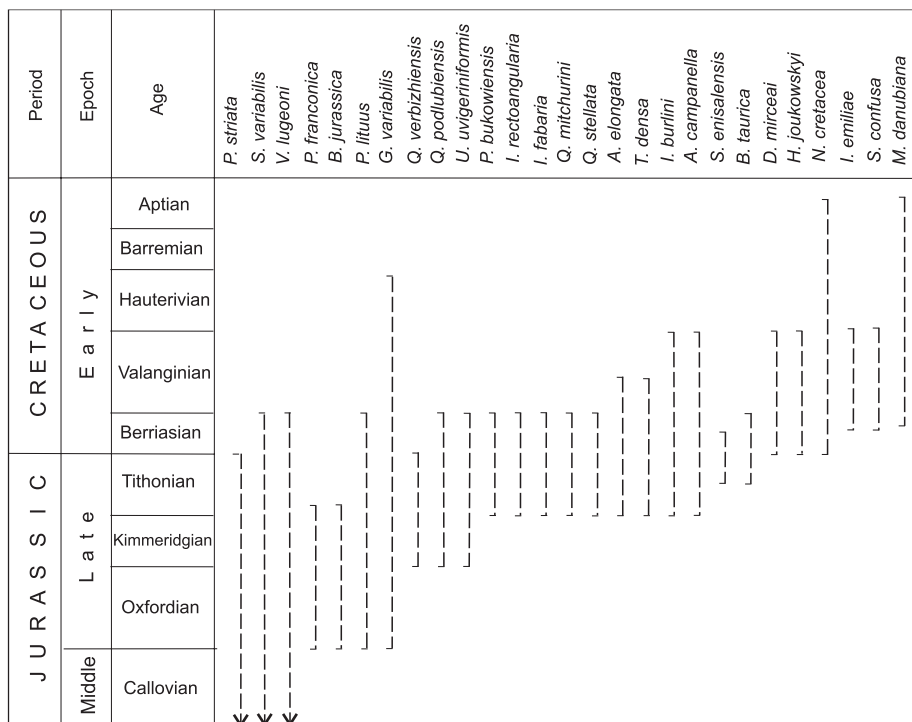 Period
Epoch
Age
P. striata
S. variabilis
V. lugeoni
P. franconica
B. jurassica
P. lituus
G. variabilis
Q. verbizhiensis
Q. podlubiensis
U. uvigeriniformis
P. bukowiensis
I. rectoangularia
I. fabaria
Q. mitchurini
Q. stellata
A. elongata
T. densa
I. burlini
A. campanella
S. enisalensis
B. taurica
D. mirceai
H. joukowskyi
N. cretacea
I. emiliae
S. confusa
M. danubiana
CRETACEOUS
Early
Aptian
Barremian
Hauterivian
Valanginian
Berriasian
JURASSIC
Late
Tithonian
Kimmeridgian
Oxfordian
Middle
Callovian